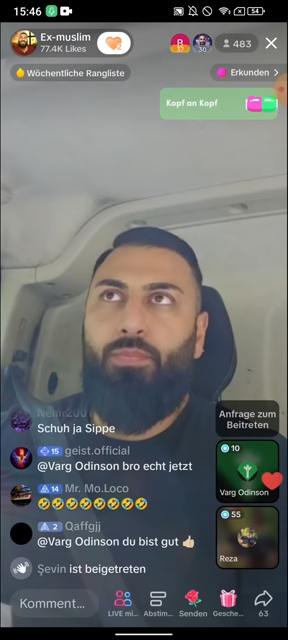 15:46
54
Ex-muslim
77.4K Likes
B
37
30
483
Wöchentliche Rangliste
Erkunden >
Kopf an Kopf
Schuh ja Sippe
15 geist.official
@Varg Odinson bro echt jetzt
14 Mr. Mo.Loco
🤣🤣🤣🤣🤣🤣🤣🤣
2 Qaffgjj
@Varg Odinson du bist gut 👍🏻
Şevin ist beigetreten
Anfrage zum
Beitreten
10
Varg Odinson
55
Reza
Komment...
LIVE mi...
Abstim...
Senden
Gesche...
63